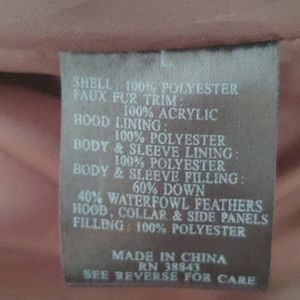 L
SHELL 100% POLYESTER
FAUX FUR TRIM:
100% ACRYLIC
HOOD LINING:
100% POLYESTER
BODY & SLEEVE LINING:
100% POLYESTER
BODY & SLEEVE FILLING:
60% DOWN
40% WATERFOWL FEATHERS
HOOD, COLLAR & SIDE PANELS
FILLING: 100% POLYESTER
MADE IN CHINA
RN 38843
SEE REVERSE FOR CARE